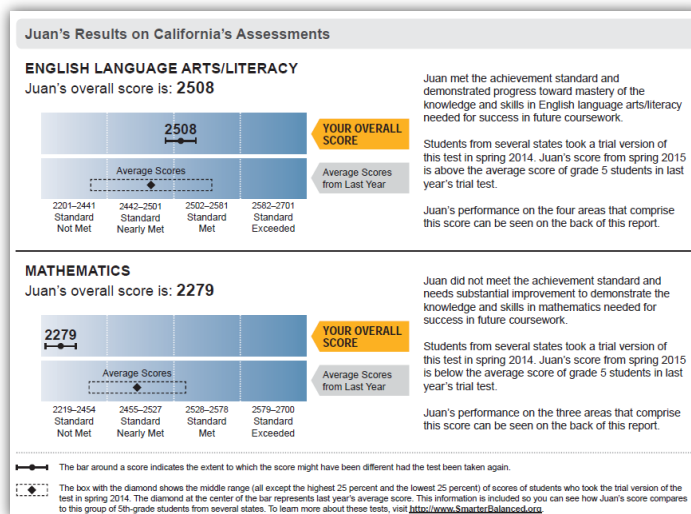 Juan's Results on California's Assessments
ENGLISH LANGUAGE ARTS/LITERACY
Juan's overall score is: 2508
2508
YOUR OVERALL
SCORE
Average Scores
Average Scores
from Last Year
2201–2441
Standard
Not Met
2442–2501
Standard
Nearly Met
2502–2581
Standard
Met
2582–2701
Standard
Exceeded
Juan met the achievement standard and
demonstrated progress toward mastery of the
knowledge and skills in English language arts/literacy
needed for success in future coursework.
Students from several states took a trial version of
this test in spring 2014. Juan's score from spring 2015
is above the average score of grade 5 students in last
year's trial test.
Juan's performance on the four areas that comprise
this score can be seen on the back of this report.
MATHEMATICS
Juan's overall score is: 2279
2279
YOUR OVERALL
SCORE
Average Scores
Average Scores
from Last Year
2219–2454
Standard
Not Met
2455–2527
Standard
Nearly Met
2528–2578
Standard
Met
2579–2700
Standard
Exceeded
Juan did not meet the achievement standard and
needs substantial improvement to demonstrate the
knowledge and skills in mathematics needed for
success in future coursework.
Students from several states took a trial version of
this test in spring 2014. Juan's score from spring 2015
is below the average score of grade 5 students in last
year's trial test.
Juan's performance on the three areas that comprise
this score can be seen on the back of this report.
The bar around a score indicates the extent to which the score might have been different had the test been taken again.
The box with the diamond shows the middle range (all except the highest 25 percent and the lowest 25 percent) of scores of students who took the trial version of the
test in spring 2014. The diamond at the center of the bar represents last year's average score. This information is included so you can see how Juan's score compares
to this group of 5th-grade students from several states. To learn more about these tests, visit http://www.SmarterBalanced.org.